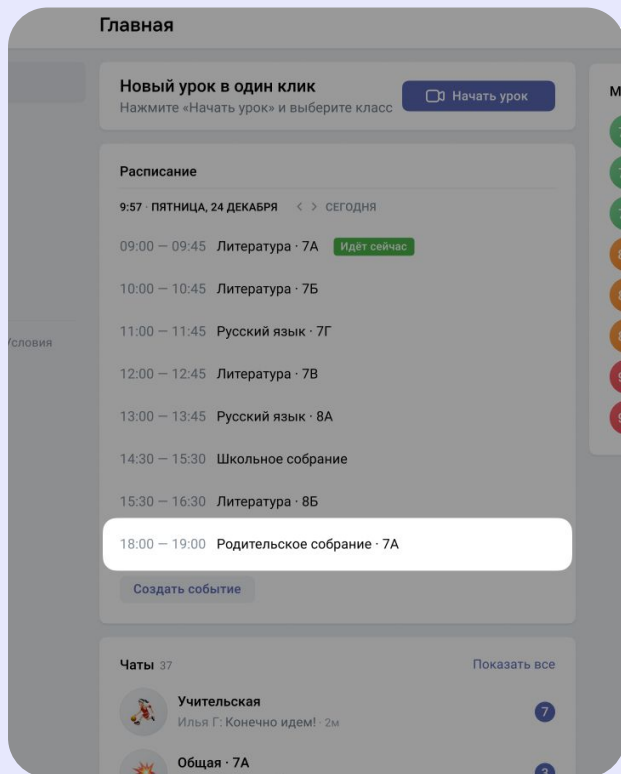 Главная
Новый урок в один клик
Нажмите «Начать урок» и выберите класс
Начать урок
Расписание
9:57 · ПЯТНИЦА, 24 ДЕКАБРЯ < > СЕГОДНЯ
09:00 — 09:45 Литература · 7А Идёт сейчас
10:00 — 10:45 Литература · 7Б
11:00 — 11:45 Русский язык · 7Г
12:00 — 12:45 Литература · 7В
13:00 — 13:45 Русский язык · 8А
14:30 — 15:30 Школьное собрание
15:30 — 16:30 Литература · 8Б
18:00 — 19:00 Родительское собрание · 7А
Создать событие
Чаты 37
Показать все
Учительская
Илья Г: Конечно идем! · 2м
7
Общая · 7А
Условия